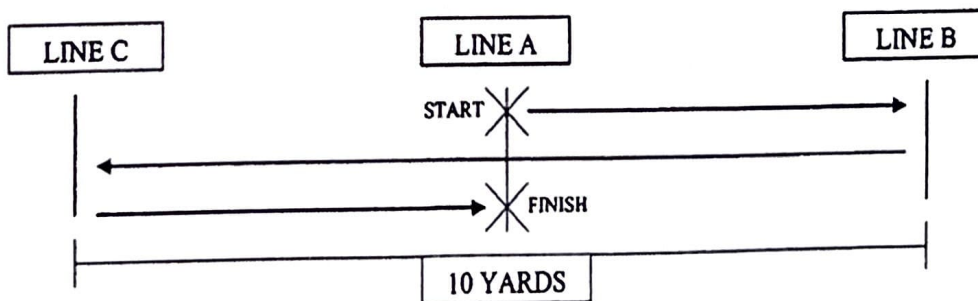 LINE C
LINE A
LINE B
START
FINISH
10 YARDS